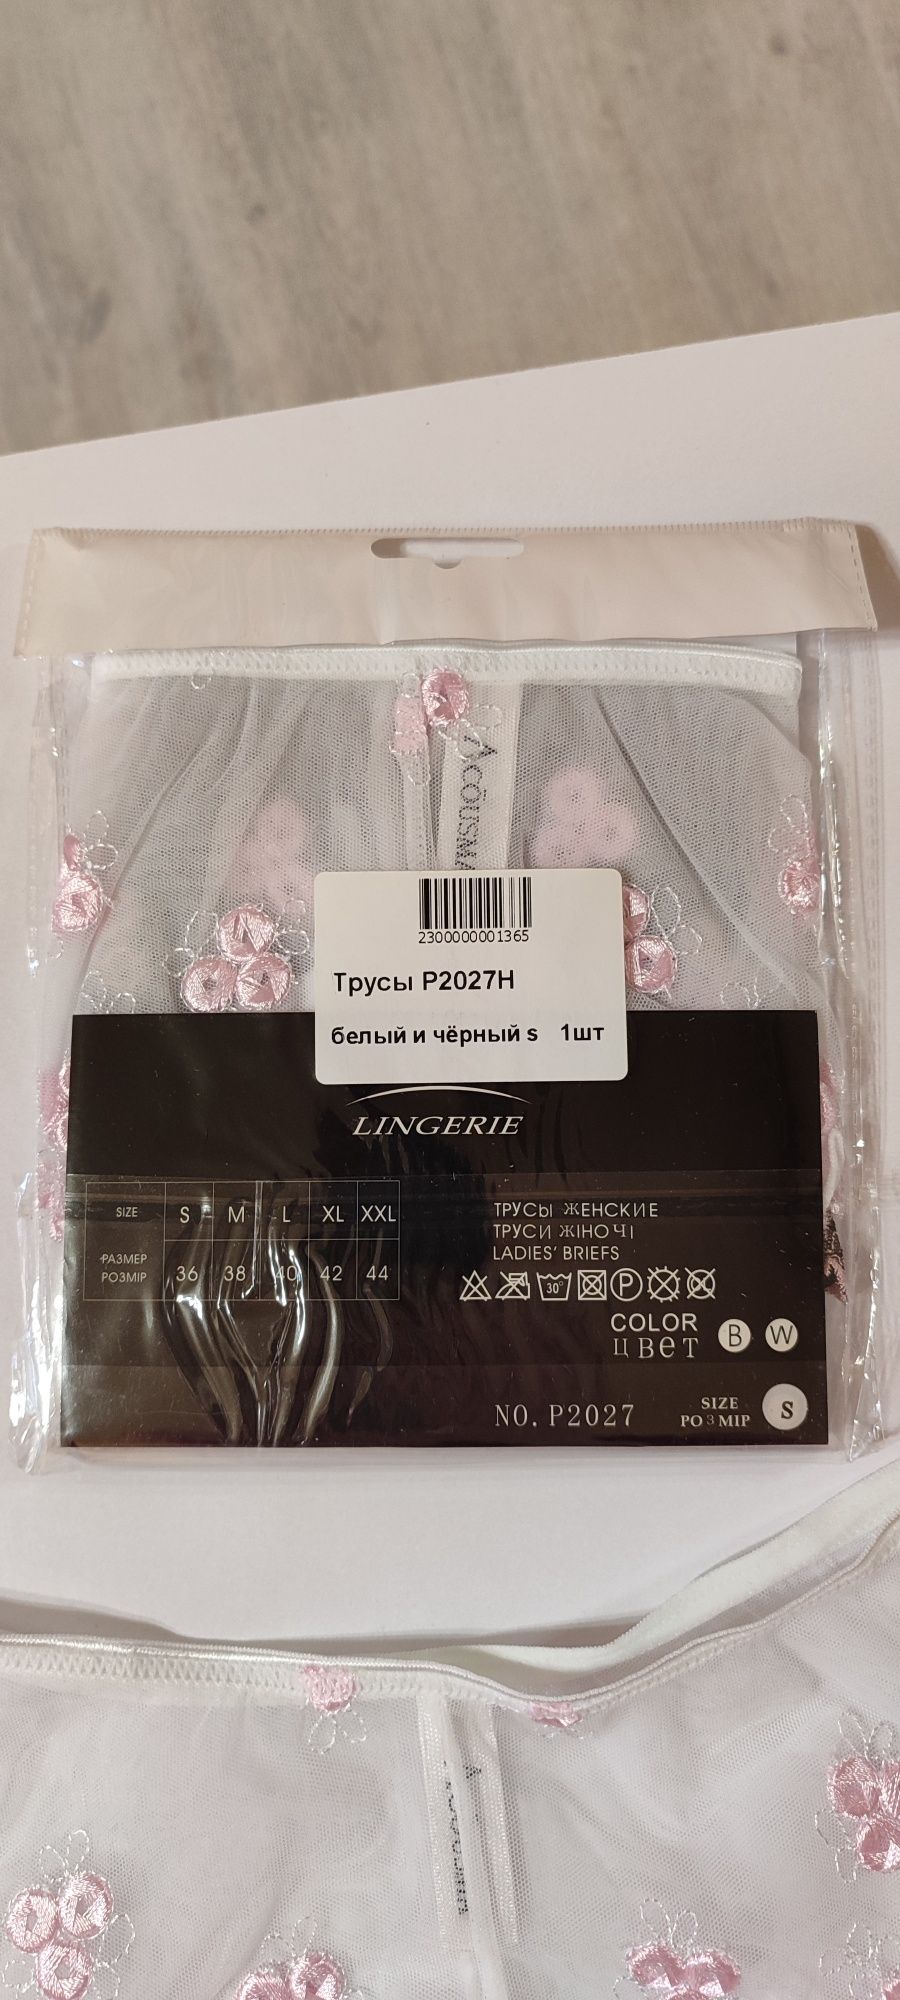 Acousma
2300000001365
Трусы P2027H
белый и чёрный s 1шт
LINGERIE
SIZE S M L XL XXL
РАЗМЕР
РОЗМІР 36 38 40 42 44
ТРУСЫ ЖЕНСКИЕ
ТРУСИ ЖІНОЧІ
LADIES' BRIEFS
30°
P
COLOR
ЦВЕТ B W
NO. P2027
SIZE
РОЗМІР S